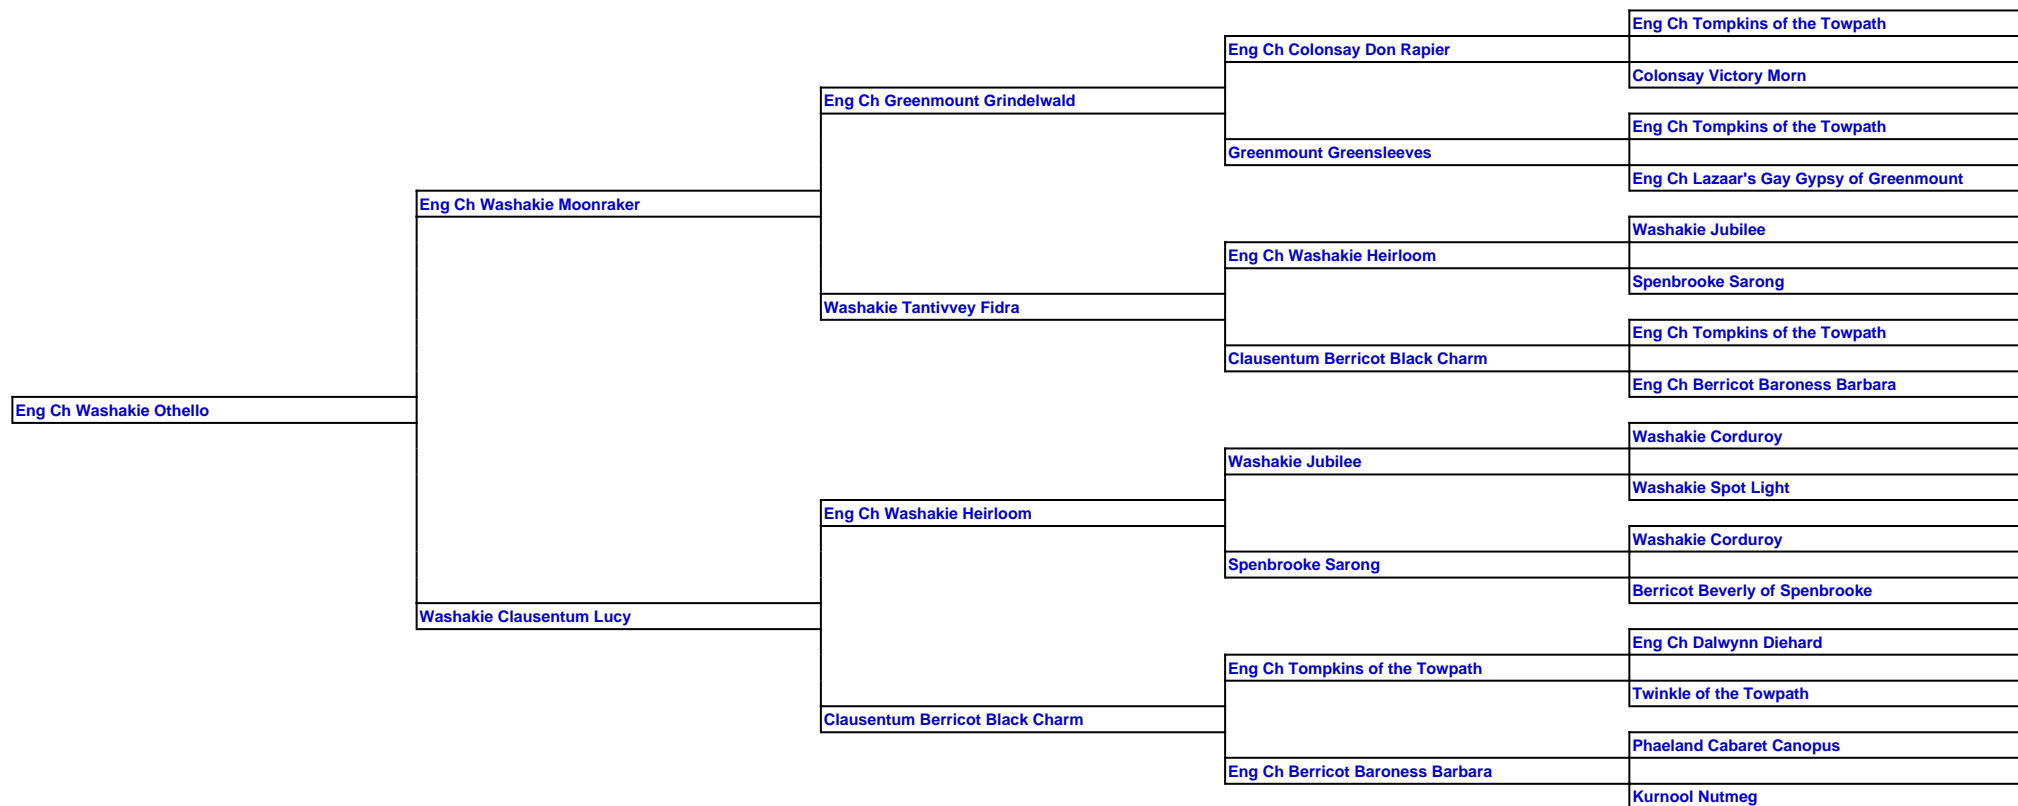 Eng Ch Tompkins of the Towpath
Eng Ch Colonsay Don Rapier
Colonsay Victory Morn
Eng Ch Greenmount Grindelwald
Eng Ch Tompkins of the Towpath
Greenmount Greensleeves
Eng Ch Lazaar's Gay Gypsy of Greenmount
Eng Ch Washakie Moonraker
Washakie Jubilee
Eng Ch Washakie Heirloom
Spenbrooke Sarong
Washakie Tantivvey Fidra
Eng Ch Tompkins of the Towpath
Clausentum Berricot Black Charm
Eng Ch Berricot Baroness Barbara
Eng Ch Washakie Othello
Washakie Corduroy
Washakie Jubilee
Washakie Spot Light
Eng Ch Washakie Heirloom
Washakie Corduroy
Spenbrooke Sarong
Berricot Beverly of Spenbrooke
Washakie Clausentum Lucy
Eng Ch Dalwynn Diehard
Eng Ch Tompkins of the Towpath
Twinkle of the Towpath
Clausentum Berricot Black Charm
Phaeland Cabaret Canopus
Eng Ch Berricot Baroness Barbara
Kurnool Nutmeg